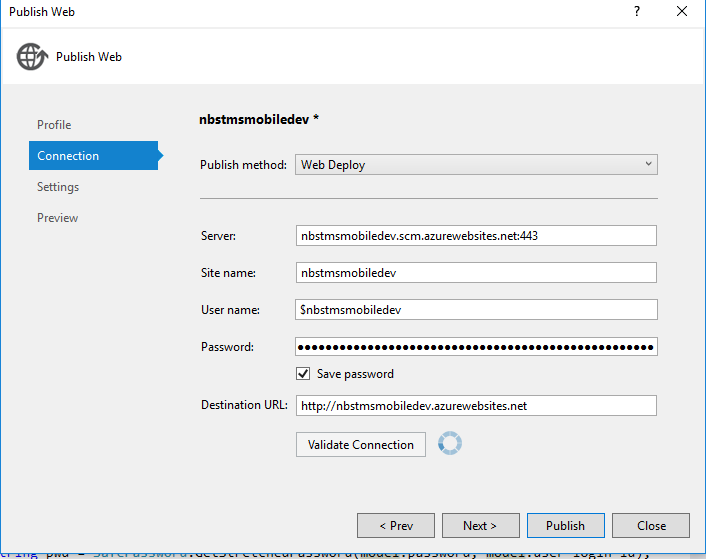 Publish Web
?
Publish Web
Profile
Connection
Settings
Preview
nbstmsmobiledev *
Publish method: Web Deploy
Server: nbstmsmobiledev.scm.azurewebsites.net:443
Site name: nbstmsmobiledev
User name: $nbstmsmobiledev
Password:
Save password
Destination URL: http://nbstmsmobiledev.azurewebsites.net
Validate Connection
< Prev
Next >
Publish
Close